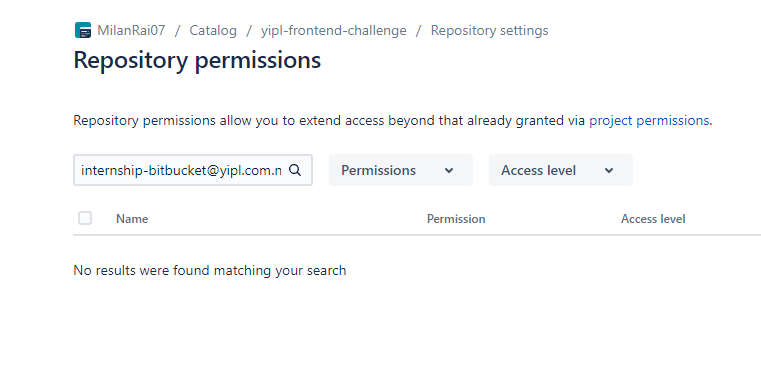 MilanRai07 / Catalog / yipl-frontend-challenge / Repository settings
Repository permissions
Repository permissions allow you to extend access beyond that already granted via project permissions.
internship-bitbucket@yipl.com.n Permissions Access level
Name Permission Access level
No results were found matching your search